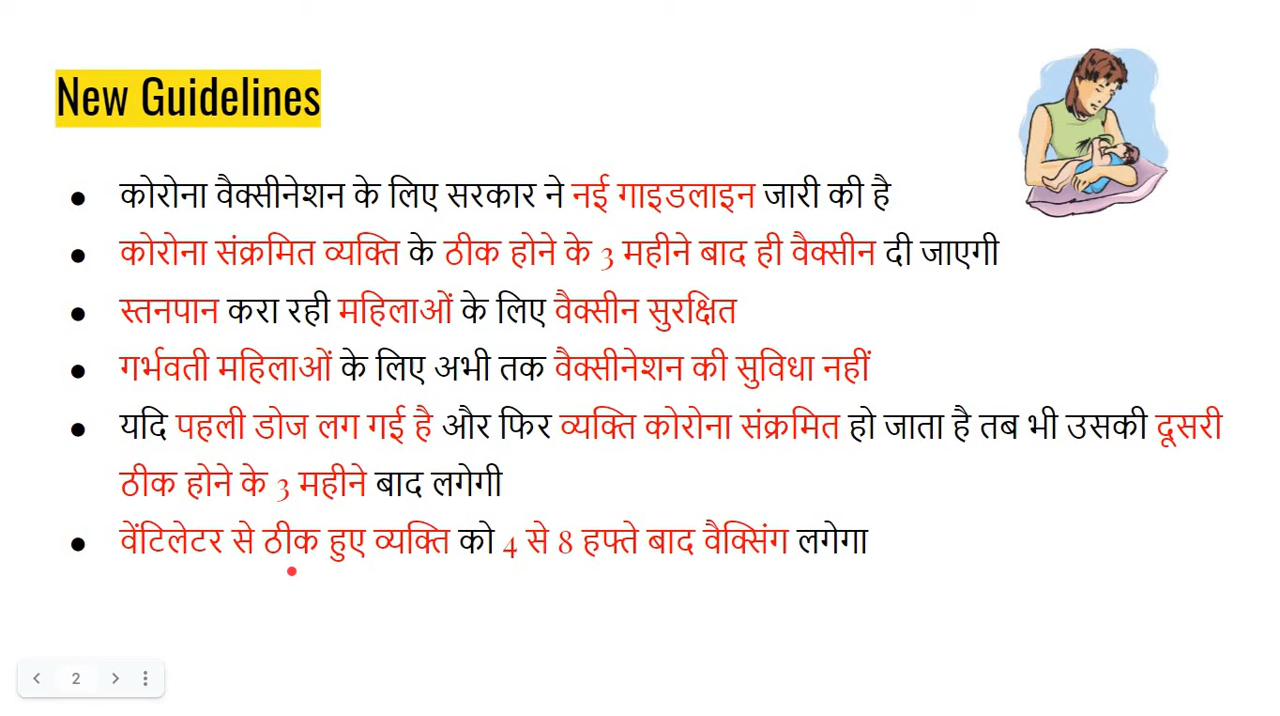 New Guidelines
● कोरोना वैक्सीनेशन के लिए सरकार ने नई गाइडलाइन जारी की है
● कोरोना संक्रमित व्यक्ति के ठीक होने के 3 महीने बाद ही वैक्सीन दी जाएगी
● स्तनपान करा रही महिलाओं के लिए वैक्सीन सुरक्षित
● गर्भवती महिलाओं के लिए अभी तक वैक्सीनेशन की सुविधा नहीं
● यदि पहली डोज लग गई है और फिर व्यक्ति कोरोना संक्रमित हो जाता है तब भी उसकी दूसरी
ठीक होने के 3 महीने बाद लगेगी
● वेंटिलेटर से ठीक हुए व्यक्ति को 4 से 8 हफ्ते बाद वैक्सिंग लगेगा
2